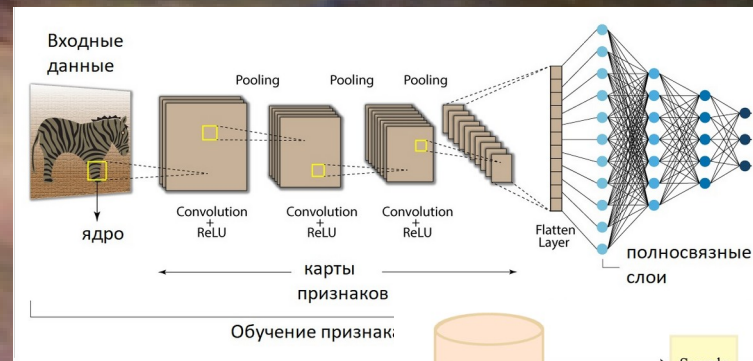 Входные
данные
Pooling
Pooling
Pooling
ядро
Convolution
+
ReLU
Convolution
+
ReLU
Convolution
+
ReLU
Flatten
Layer
полносвязные
слои
карты
признаков
Обучение